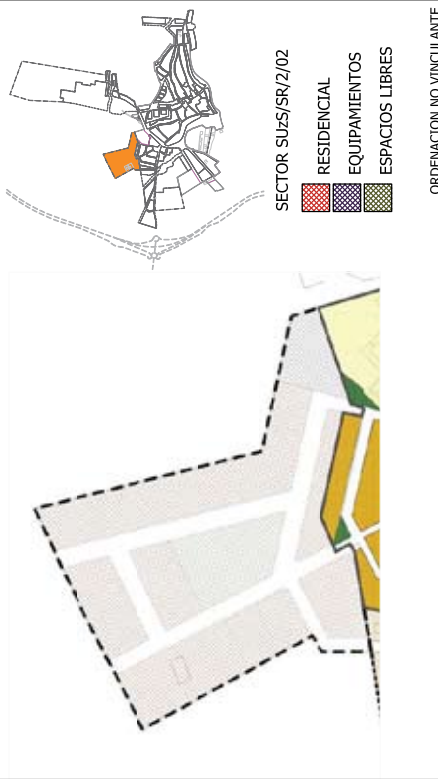 SECTOR SUzS/SR/2/02
RESIDENCIAL
EQUIPAMIENTOS
ESPACIOS LIBRES
ORDENACION NO VINCULANTE